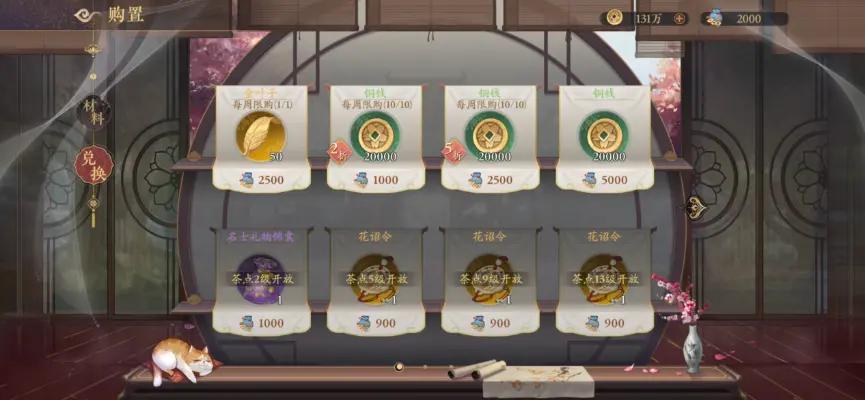 购置
131万
2000
材料
兑换
金叶子
每周限购(1/1)
50
2500
铜钱
每周限购(10/10)
2折
20000
1000
铜钱
每周限购(10/10)
5折
20000
2500
铜钱
20000
5000
名士礼物锦囊
茶点2级开放
1
1000
花诏令
茶点5级开放
1
900
花诏令
茶点9级开放
1
900
花诏令
茶点13级开放
1
900